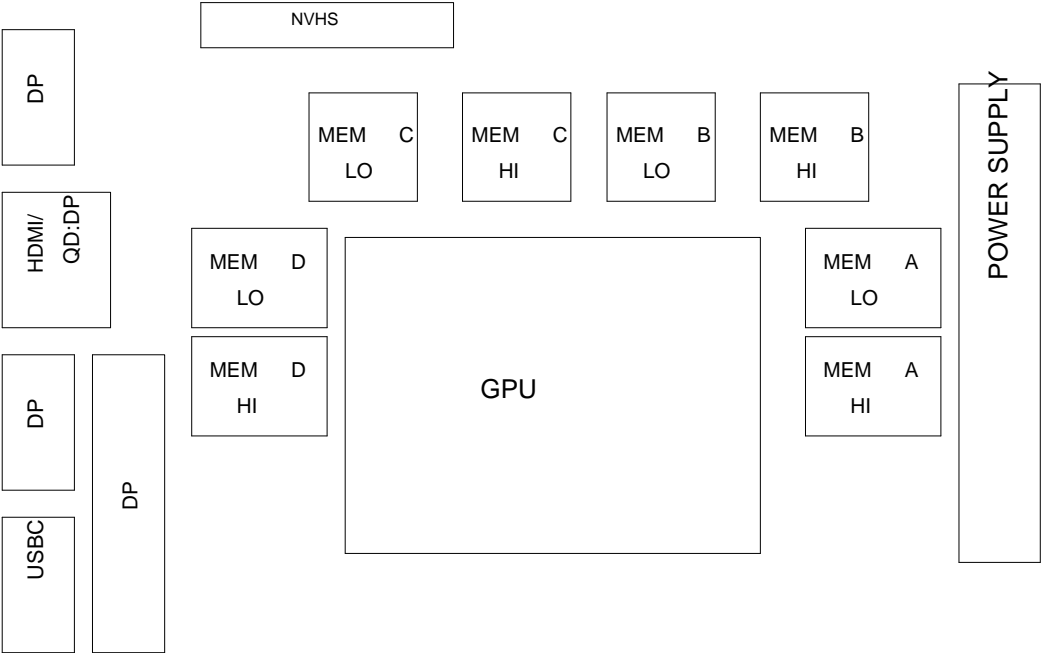 NVHS
DP
POWER SUPPLY
MEM C
LO
MEM C
HI
MEM B
LO
MEM B
HI
HDMI/
QD:DP
MEM D
LO
MEM A
LO
MEM D
HI
GPU
MEM A
HI
DP
DP
USBC